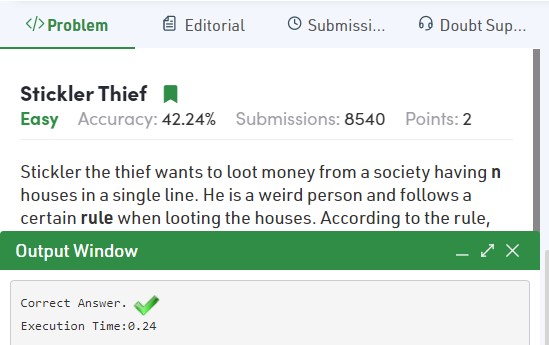 </> Problem Editorial Submissi... Doubt Sup...
Stickler Thief
Easy Accuracy: 42.24% Submissions: 8540 Points: 2
Stickler the thief wants to loot money from a society having n
houses in a single line. He is a weird person and follows a
certain rule when looting the houses. According to the rule,
Output Window
Correct Answer.
Execution Time:0.24